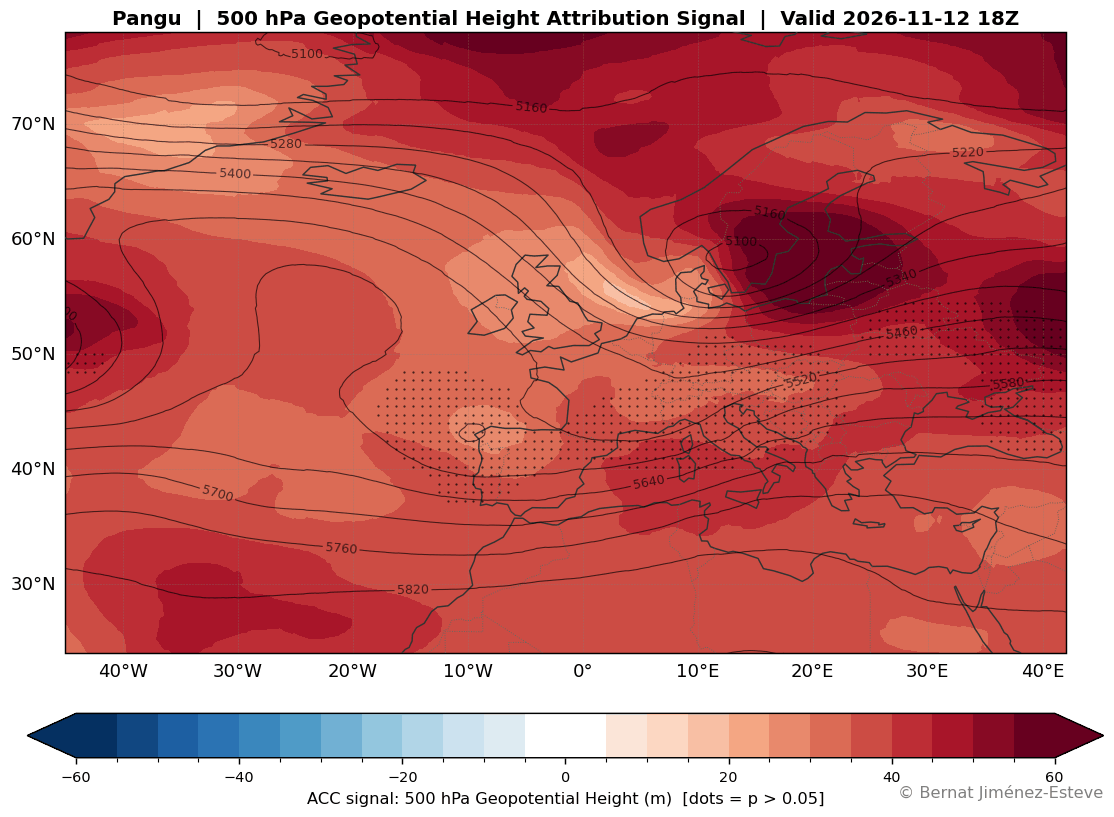 Pangu | 500 hPa Geopotential Height Attribution Signal | Valid 2026-11-12 18Z
5100
5160
70°N
5280
5220
5400
5160
60°N
5100
5340
50°N
5460
5520
5580
40°N
5640
5700
5760
30°N
5820
40°W 30°W 20°W 10°W 0° 10°E 20°E 30°E 40°E
−60 −40 −20 0 20 40 60
ACC signal: 500 hPa Geopotential Height (m) [dots = p > 0.05]
© Bernat Jiménez-Esteve